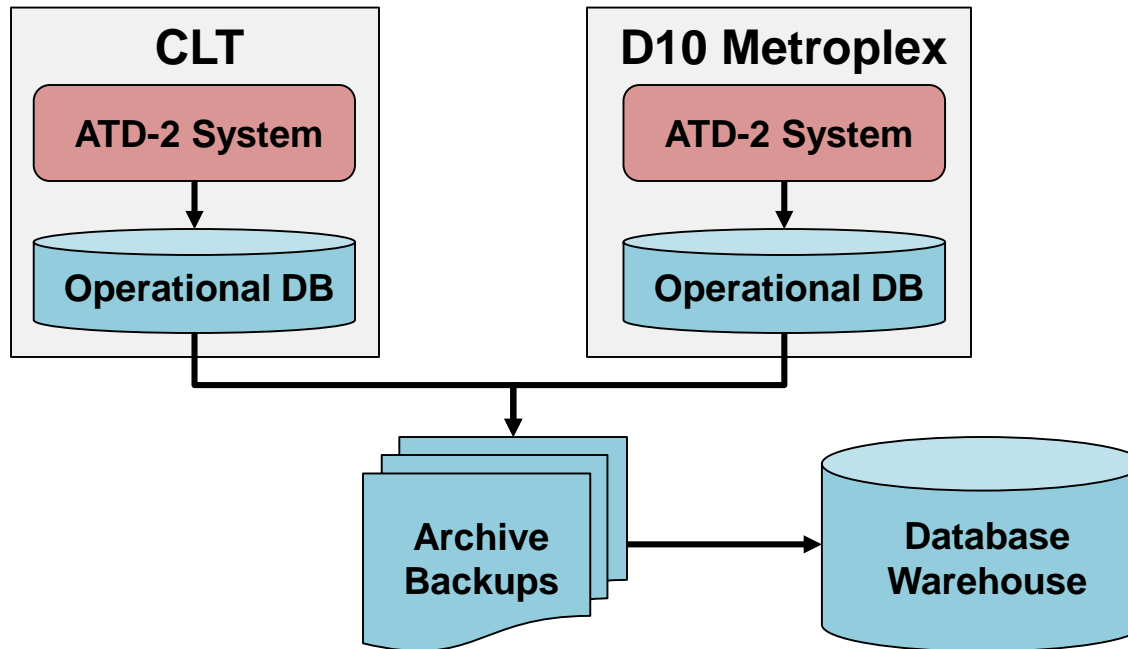 CLT
ATD-2 System
Operational DB
D10 Metroplex
ATD-2 System
Operational DB
Archive
Backups
Database
Warehouse